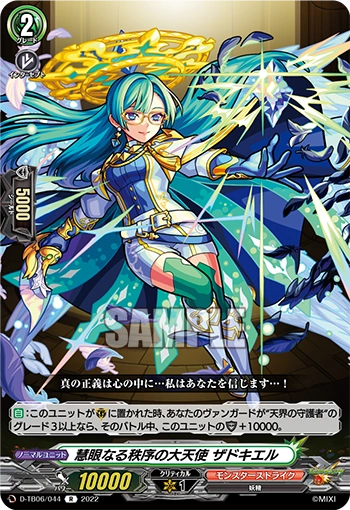 2
グレード
インターセプト
5000
シールド
SAMPLE
真の正義は心の中に…私はあなたを信じます…!
自:このユニットがGに置かれた時、あなたのヴァンガードが"天界の守護者"の
グレード3以上なら、そのバトル中、このユニットの+10000。
ノーマルユニット
慧眼なる秩序の大天使 ザドキエル
パワー 10000
クリティカル 1
モンスターストライク
妖精
D-TB06/044 R 2022
©MIXI